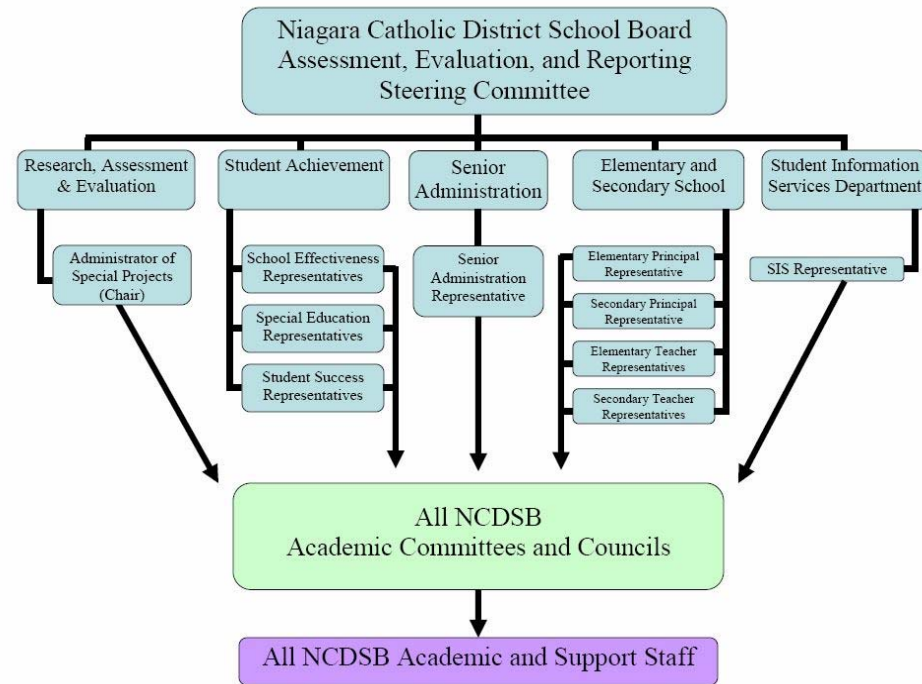 Niagara Catholic District School Board
Assessment, Evaluation, and Reporting
Steering Committee
Research, Assessment
& Evaluation
Student Achievement
Senior
Administration
Elementary and
Secondary School
Student Information
Services Department
Administrator of
Special Projects
(Chair)
School Effectiveness
Representatives
Special Education
Representatives
Student Success
Representatives
Senior
Administration
Representative
Elementary Principal
Representative
Secondary Principal
Representative
Elementary Teacher
Representatives
Secondary Teacher
Representatives
SIS Representative
All NCDSB
Academic Committees and Councils
All NCDSB Academic and Support Staff